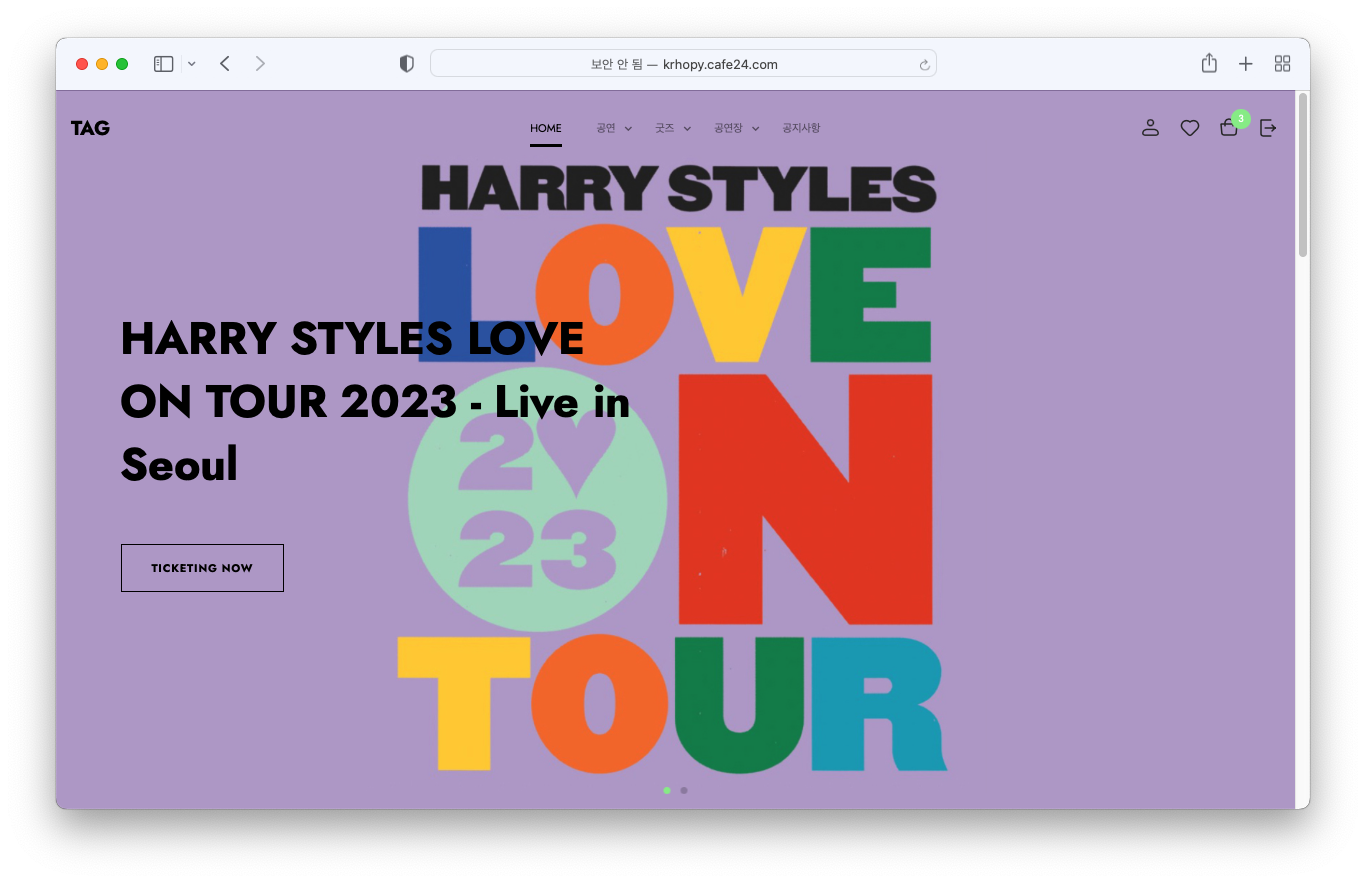 보안 안 됨 — krhopy.cafe24.com
TAG
HOME 공연 굿즈 공연장 공지사항
3
HARRY STYLES
LOVE
ON
2♥
23
TOUR
HARRY STYLES LOVE
ON TOUR 2023 - Live in
Seoul
TICKETING NOW